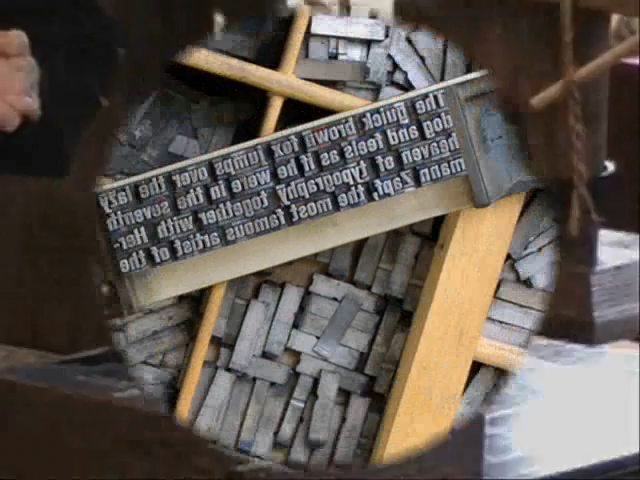 The quick brown fox jumps over the lazy
dog and feels as if he were in the seventh
heaven of typography together with Her-
mann Zapf, the most famous artist of the